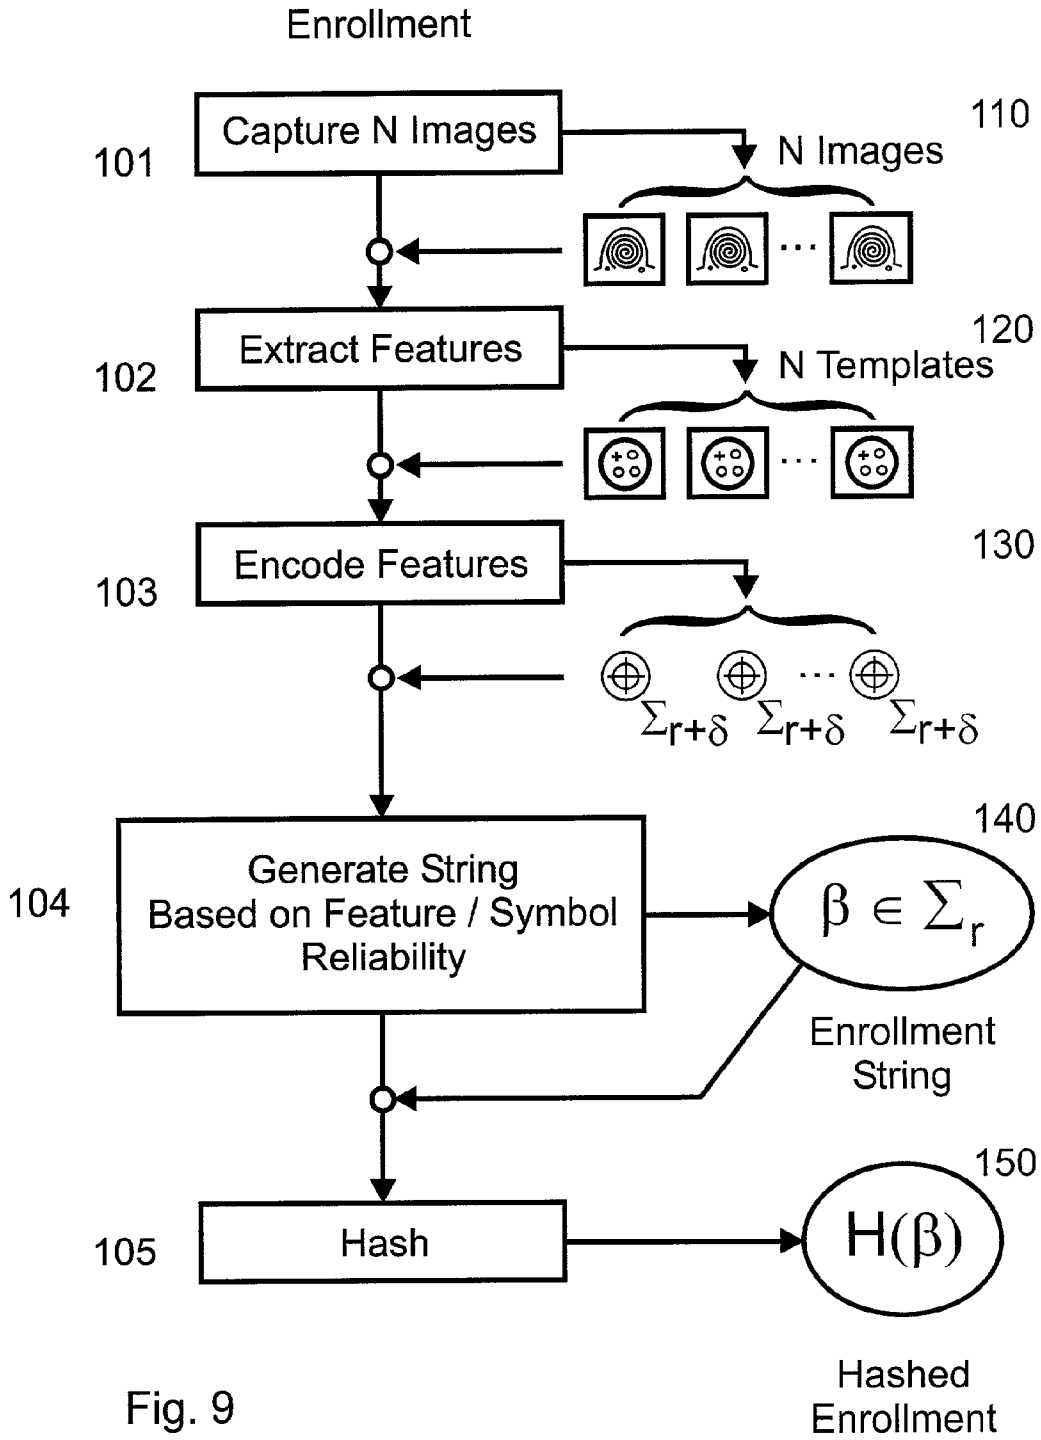 Enrollment
Capture N Images
101
110
N Images
...
Extract Features
102
120
N Templates
...
Encode Features
103
130
...
Σr+δ Σr+δ Σr+δ
Generate String
Based on Feature / Symbol
Reliability
104
140
β ∈ Σr
Enrollment
String
Hash
105
150
H(β)
Hashed
Enrollment
Fig. 9